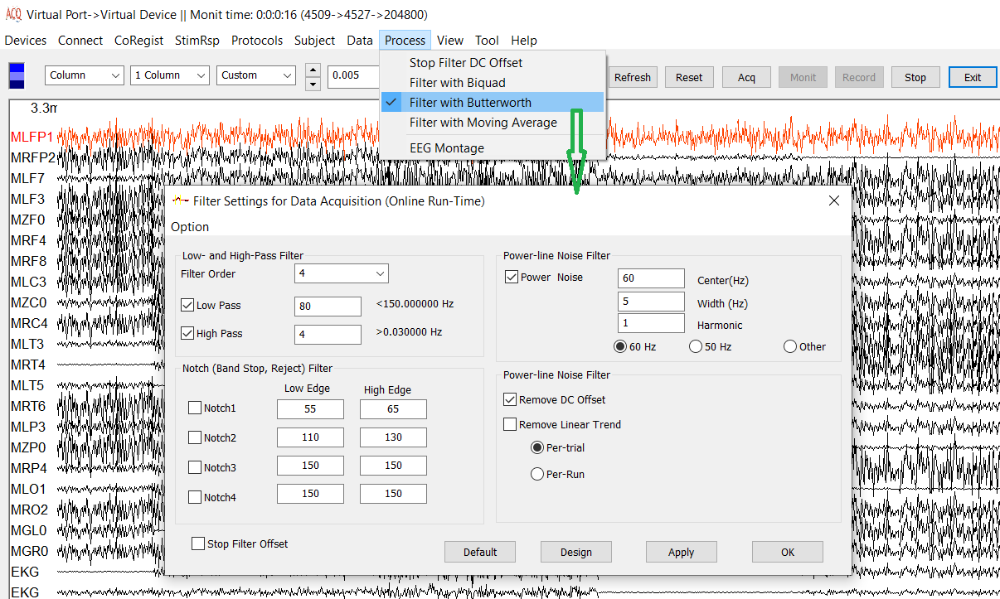 ACQ Virtual Port->Virtual Device || Monit time: 0:0:0:16 (4509->4527->204800)
Devices Connect CoRegist StimRsp Protocols Subject Data Process View Tool Help
Column 1 Column Custom 0.005 Refresh Reset Acq Monit Record Stop Exit
Stop Filter DC Offset
Filter with Biquad
Filter with Butterworth
Filter with Moving Average
EEG Montage
3.3m
MLFP1
MRFP2
MLF7
MLF3
MZF0
MRF4
MRF8
MLC3
MZC0
MRC4
MLT3
MRT4
MLT5
MRT6
MLP3
MZP0
MRP4
MLO1
MRO2
MGL0
MGR0
EKG
EKG
Filter Settings for Data Acquisition (Online Run-Time)
Option
Low- and High-Pass Filter
Filter Order 4
Low Pass 80 <150.000000 Hz
High Pass 4 >0.030000 Hz
Notch (Band Stop, Reject) Filter
Low Edge High Edge
Notch1 55 65
Notch2 110 130
Notch3 150 150
Notch4 150 150
Stop Filter Offset
Power-line Noise Filter
Power Noise 60 Center(Hz)
5 Width (Hz)
1 Harmonic
60 Hz 50 Hz Other
Power-line Noise Filter
Remove DC Offset
Remove Linear Trend
Per-trial
Per-Run
Default Design Apply OK